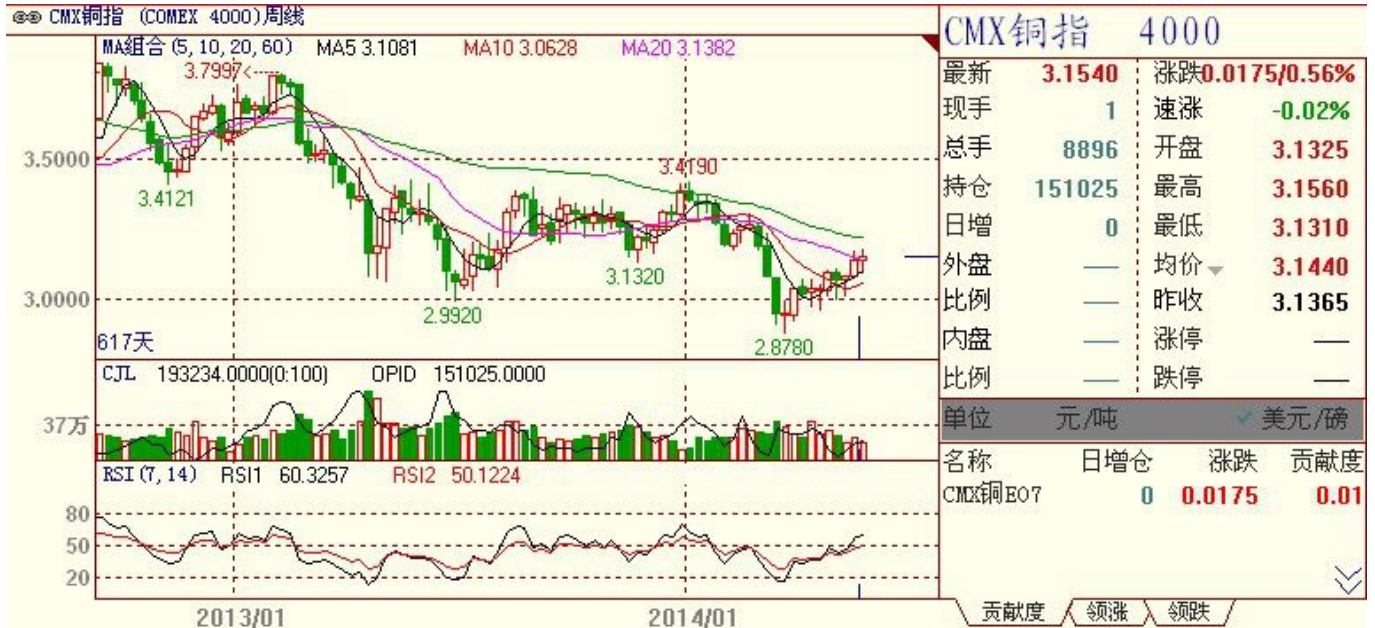 CMX铜指 (COMEX 4000)周线
MA组合(5,10,20,60) MA5 3.1081 MA10 3.0628 MA20 3.1382
3.7997
3.5000
3.4190
3.4121
3.1320
3.0000
2.9920
2.8780
617天
CJL 193234.0000(0:100) OPID 151025.0000
37万
RSI(7,14) RSI1 60.3257 RSI2 50.1224
80
50
20
2013/01 2014/01
CMX铜指 4000
最新 3.1540 涨跌0.0175/0.56%
现手 1 速涨 -0.02%
总手 8896 开盘 3.1325
持仓 151025 最高 3.1560
日增 0 最低 3.1310
外盘 — 均价 3.1440
比例 — 昨收 3.1365
内盘 — 涨停 —
比例 — 跌停 —
单位 元/吨 美元/磅
名称 日增仓 涨跌 贡献度
CMX铜E07 0 0.0175 0.01
贡献度 领涨 领跌